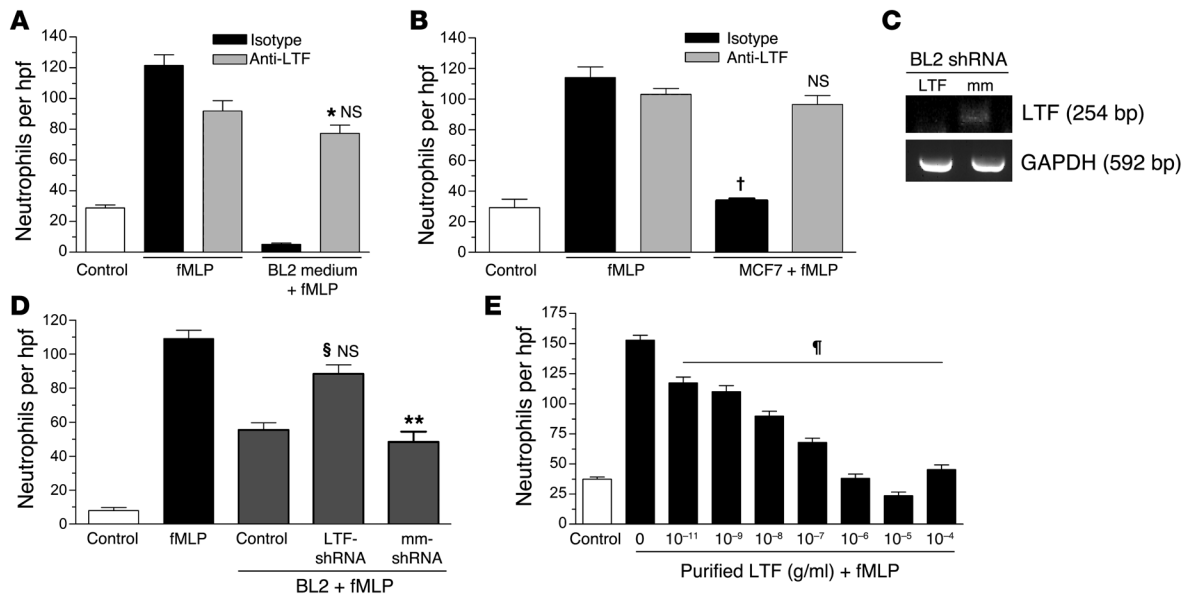 A
Neutrophils per hpf
140
120
100
80
60
40
20
0
Isotype
Anti-LTF
* NS
Control
fMLP
BL2 medium
+ fMLP
B
Neutrophils per hpf
140
120
100
80
60
40
20
0
Isotype
Anti-LTF
NS
†
Control
fMLP
MCF7 + fMLP
C
BL2 shRNA
LTF mm
LTF (254 bp)
GAPDH (592 bp)
D
Neutrophils per hpf
120
100
80
60
40
20
0
§ NS
**
Control fMLP Control LTF- mm-
shRNA shRNA
BL2 + fMLP
E
Neutrophils per hpf
175
150
125
100
75
50
25
0
¶
Control 0 10⁻¹¹ 10⁻⁹ 10⁻⁸ 10⁻⁷ 10⁻⁶ 10⁻⁵ 10⁻⁴
Purified LTF (g/ml) + fMLP